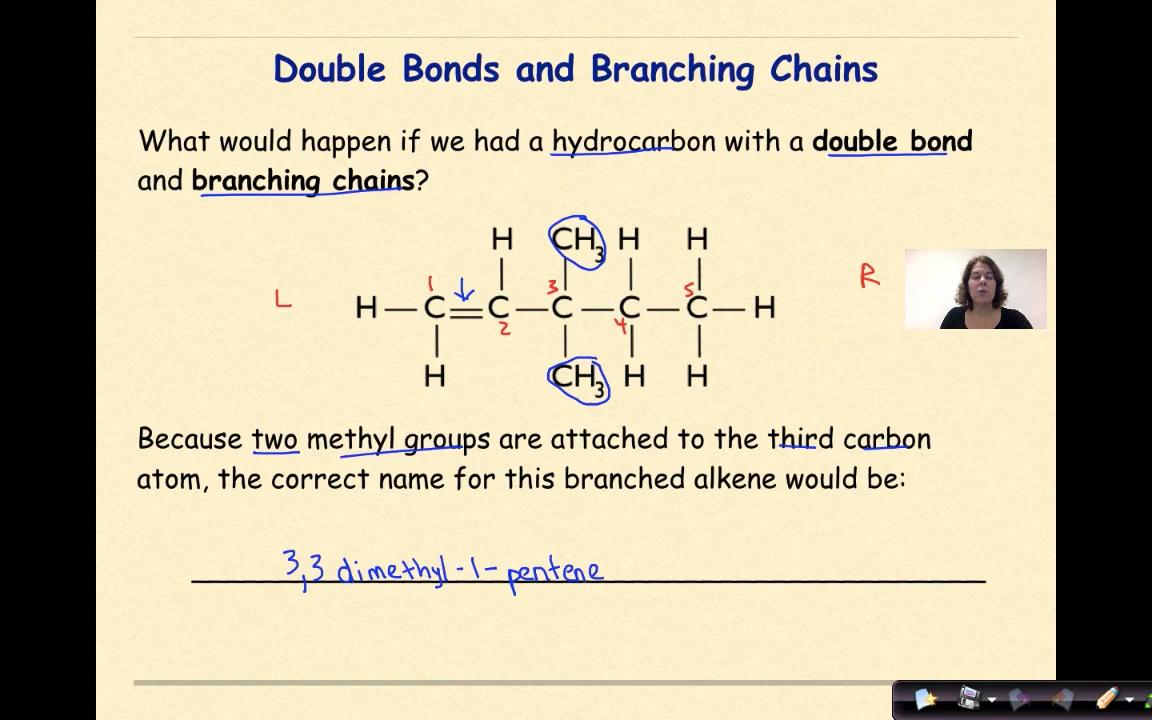 Double Bonds and Branching Chains
What would happen if we had a hydrocarbon with a double bond
and branching chains?
H CH3 H H
L H—C=C—C—C—C—H R
1 2 3 4 5
H CH3 H H
Because two methyl groups are attached to the third carbon
atom, the correct name for this branched alkene would be:
3,3 dimethyl-1-pentene